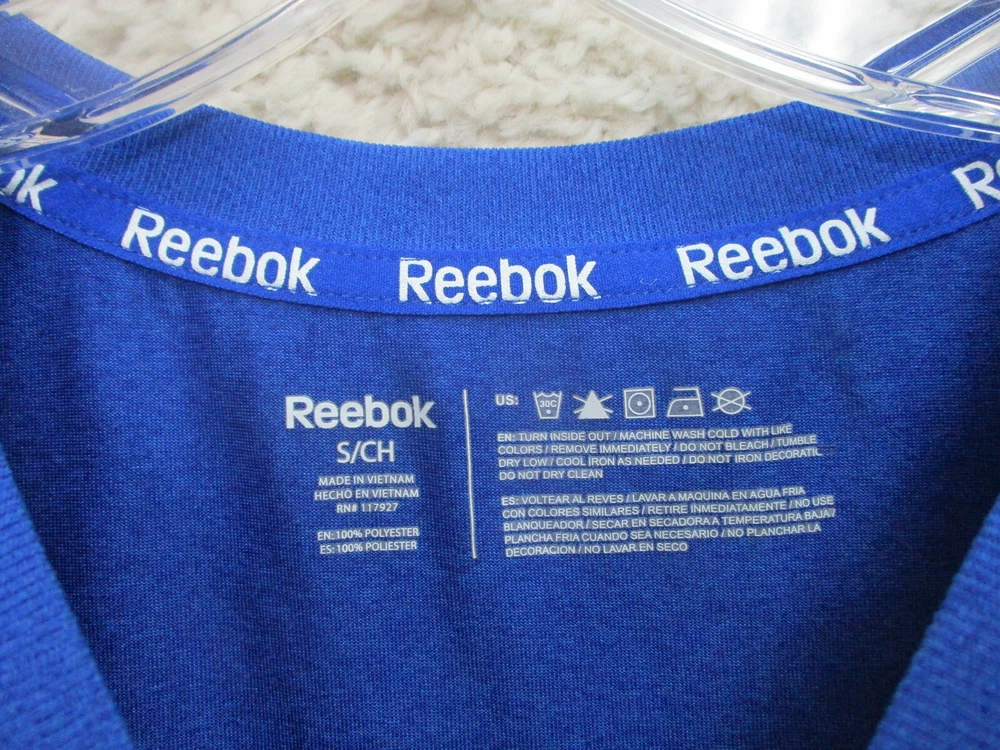 ok Reebok Reebok Reebok Re
Reebok
S/CH
MADE IN VIETNAM
HECHO EN VIETNAM
RN# 117927
EN: 100% POLYESTER
ES: 100% POLIESTER
US: 30C
EN: TURN INSIDE OUT / MACHINE WASH COLD WITH LIKE
COLORS / REMOVE IMMEDIATELY / DO NOT BLEACH / TUMBLE
DRY LOW / COOL IRON AS NEEDED / DO NOT IRON DECORATI
DO NOT DRY CLEAN
ES: VOLTEAR AL REVES / LAVAR A MAQUINA EN AGUA FRIA
CON COLORES SIMILARES / RETIRE INMEDIATAMENTE / NO USE
BLANQUEADOR / SECAR EN SECADORA A TEMPERATURA BAJA /
PLANCHA FRIA CUANDO SEA NECESARIO / NO PLANCHAR LA
DECORACION / NO LAVAR EN SECO